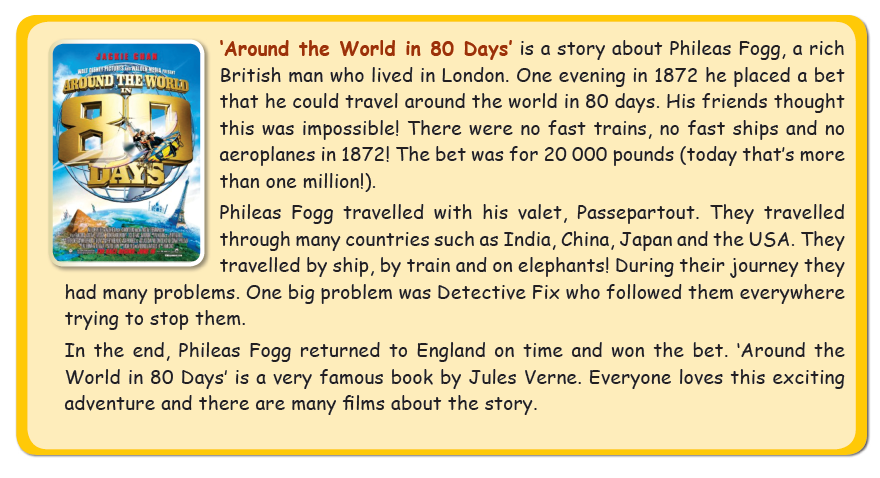 JACKIE CHAN
WALT DISNEY PICTURES AND WALDEN MEDIA PRESENT
AROUND THE WORLD
IN
80
DAYS
‘Around the World in 80 Days’ is a story about Phileas Fogg, a rich
British man who lived in London. One evening in 1872 he placed a bet
that he could travel around the world in 80 days. His friends thought
this was impossible! There were no fast trains, no fast ships and no
aeroplanes in 1872! The bet was for 20 000 pounds (today that’s more
than one million!).
Phileas Fogg travelled with his valet, Passepartout. They travelled
through many countries such as India, China, Japan and the USA. They
travelled by ship, by train and on elephants! During their journey they
had many problems. One big problem was Detective Fix who followed them everywhere
trying to stop them.
In the end, Phileas Fogg returned to England on time and won the bet. ‘Around the
World in 80 Days’ is a very famous book by Jules Verne. Everyone loves this exciting
adventure and there are many films about the story.